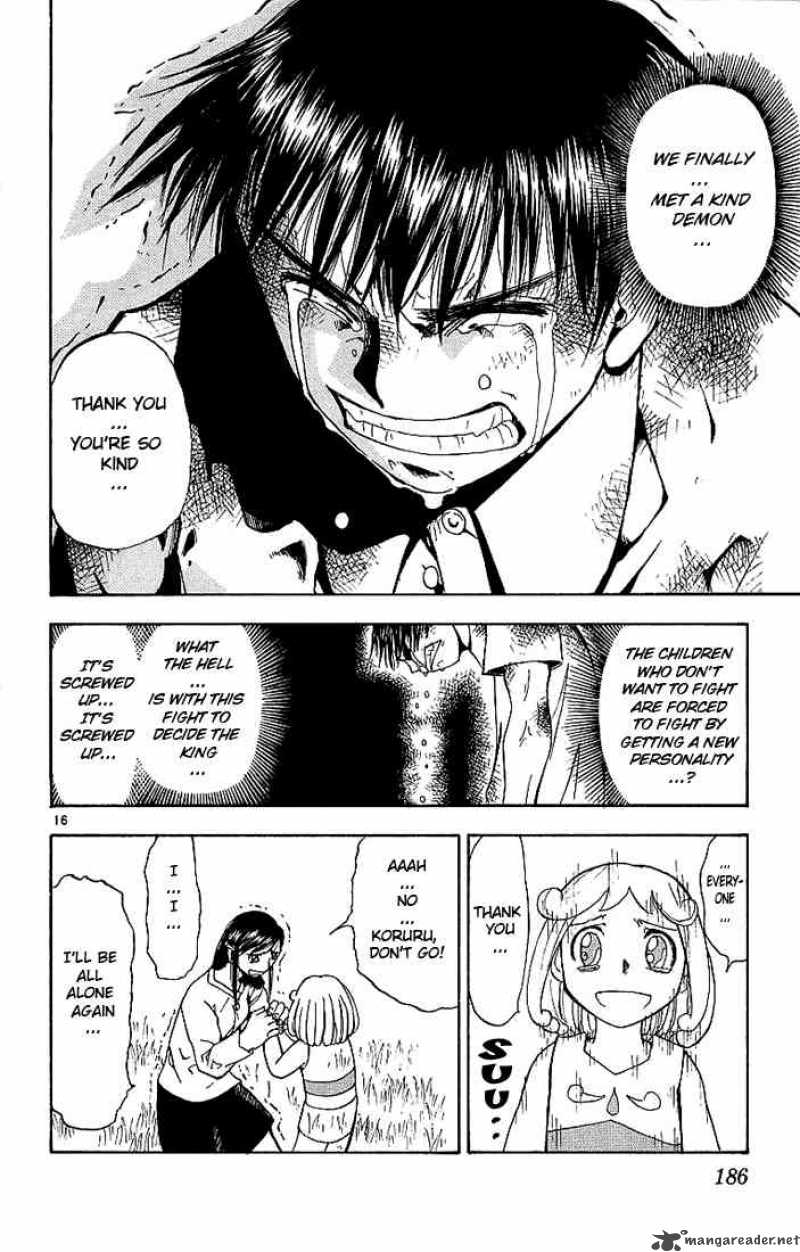 WE FINALLY
...
MET A KIND
DEMON
...
THANK YOU
...
YOU'RE SO
KIND
...
THE CHILDREN
WHO DON'T
WANT TO FIGHT
ARE FORCED
TO FIGHT BY
GETTING A NEW
PERSONALITY
...?
WHAT
THE HELL
...
IS WITH THIS
FIGHT TO
DECIDE THE
KING
...
IT'S
SCREWED
UP...
IT'S
SCREWED
UP...
16
...
EVERY-
ONE
...
THANK
YOU
...
SUU..
AAAH
...
NO
...
KORURU,
DON'T GO!
I
...
I
...
I'LL BE
ALL
ALONE
AGAIN
...
186
mangareader.net